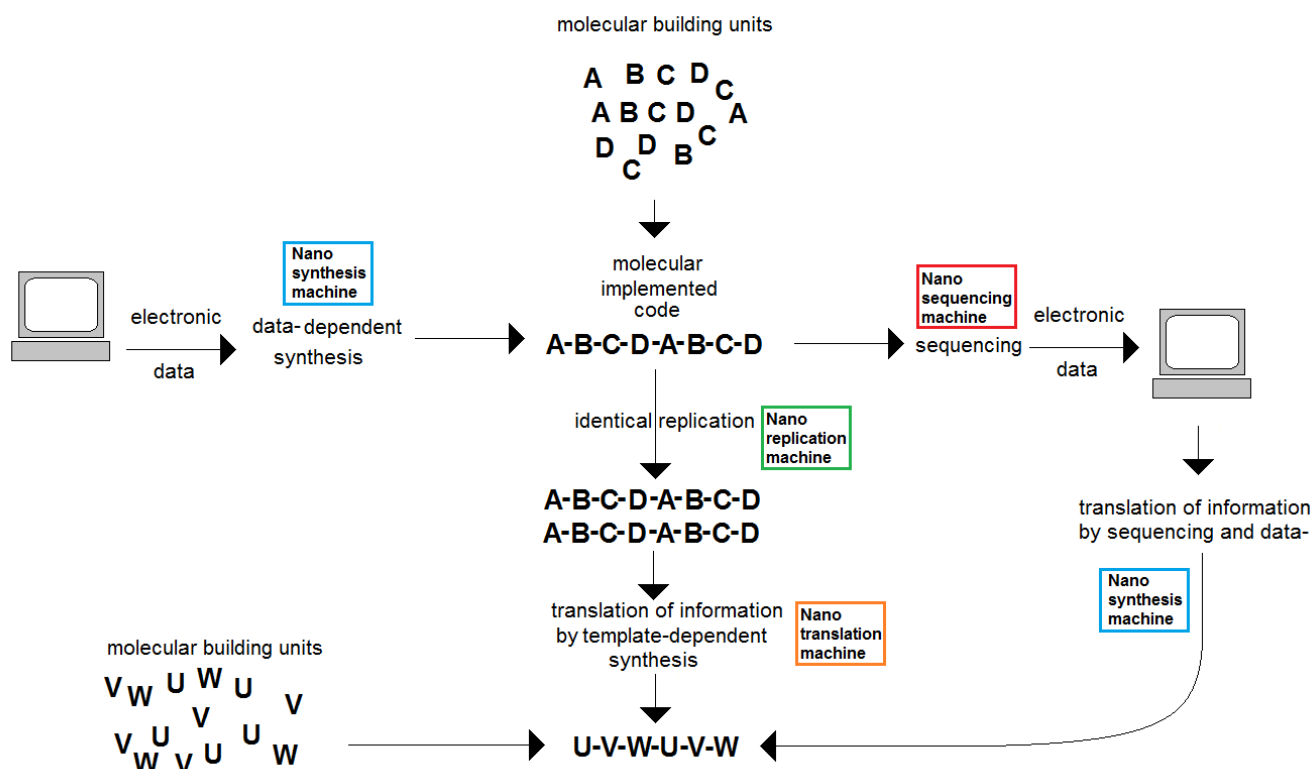 molecular building units
A B C D C
A B C D A
D C D B C
Nano
synthesis
machine
molecular
implemented
code
Nano
sequencing
machine
electronic
data
data-dependent
synthesis
A-B-C-D-A-B-C-D
sequencing
electronic
data
identical replication
Nano
replication
machine
A-B-C-D-A-B-C-D
A-B-C-D-A-B-C-D
translation of information
by sequencing and data-
Nano
synthesis
machine
translation of information
by template-dependent
synthesis
Nano
translation
machine
molecular building units
V W U W U V
V W U V V U U W
U-V-W-U-V-W